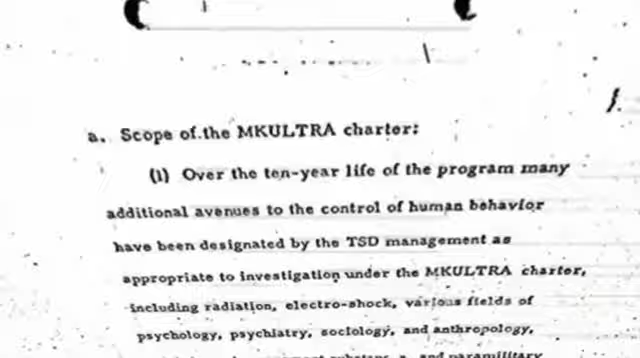 a. Scope of the MKULTRA charter:
(1) Over the ten-year life of the program many
additional avenues to the control of human behavior
have been designated by the TSD management as
appropriate to investigation under the MKULTRA charter,
including radiation, electro-shock, various fields of
psychology, psychiatry, sociology, and anthropology,
and paramilitary